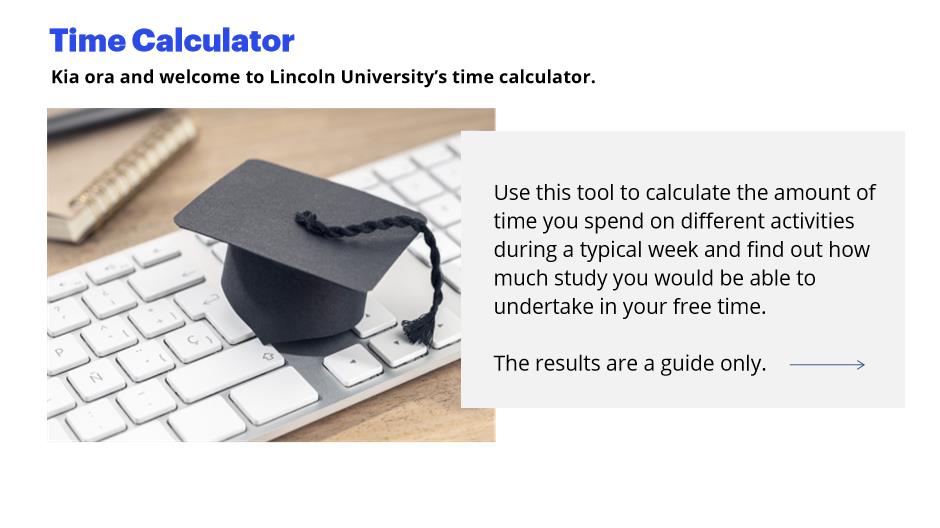 Time Calculator
Kia ora and welcome to Lincoln University’s time calculator.
Use this tool to calculate the amount of
time you spend on different activities
during a typical week and find out how
much study you would be able to
undertake in your free time.
The results are a guide only.
P
Ñ
Ç